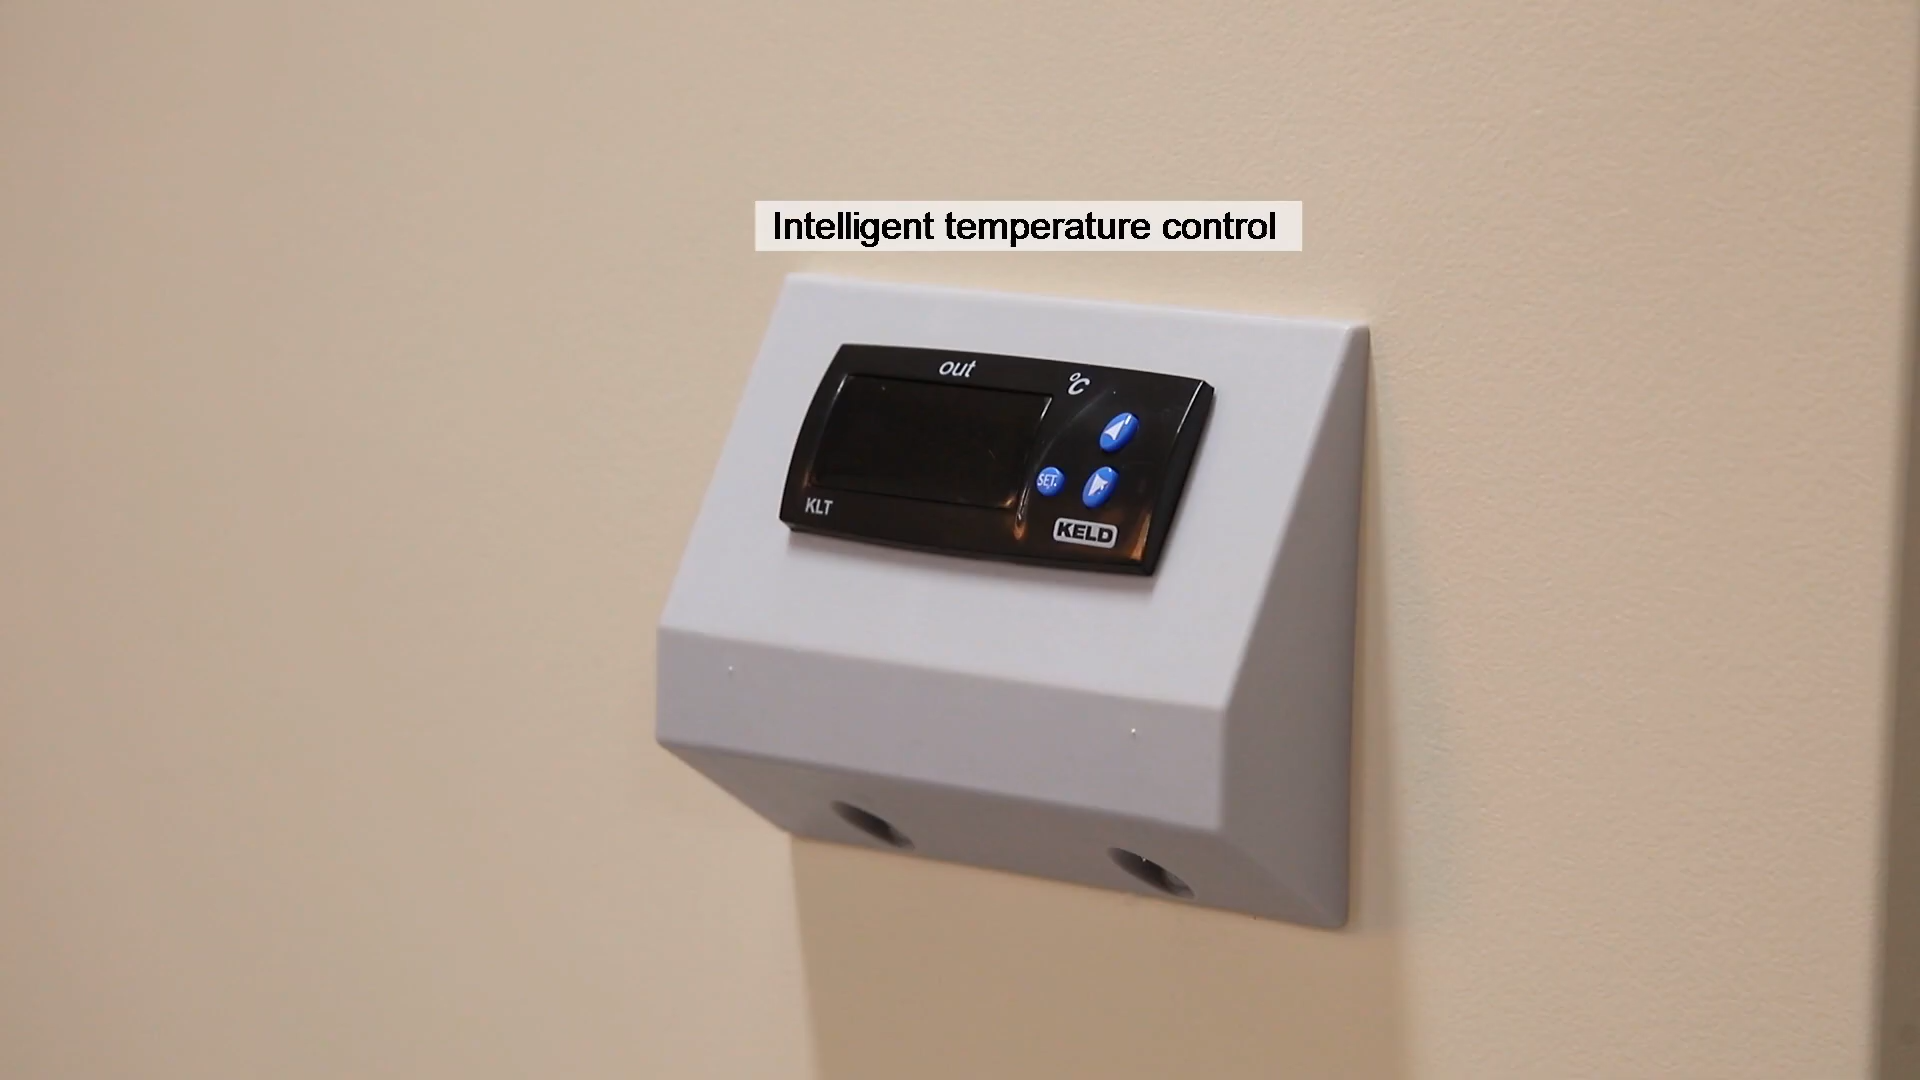 Intelligent temperature control
out
°C
SET.
KLT
KELD